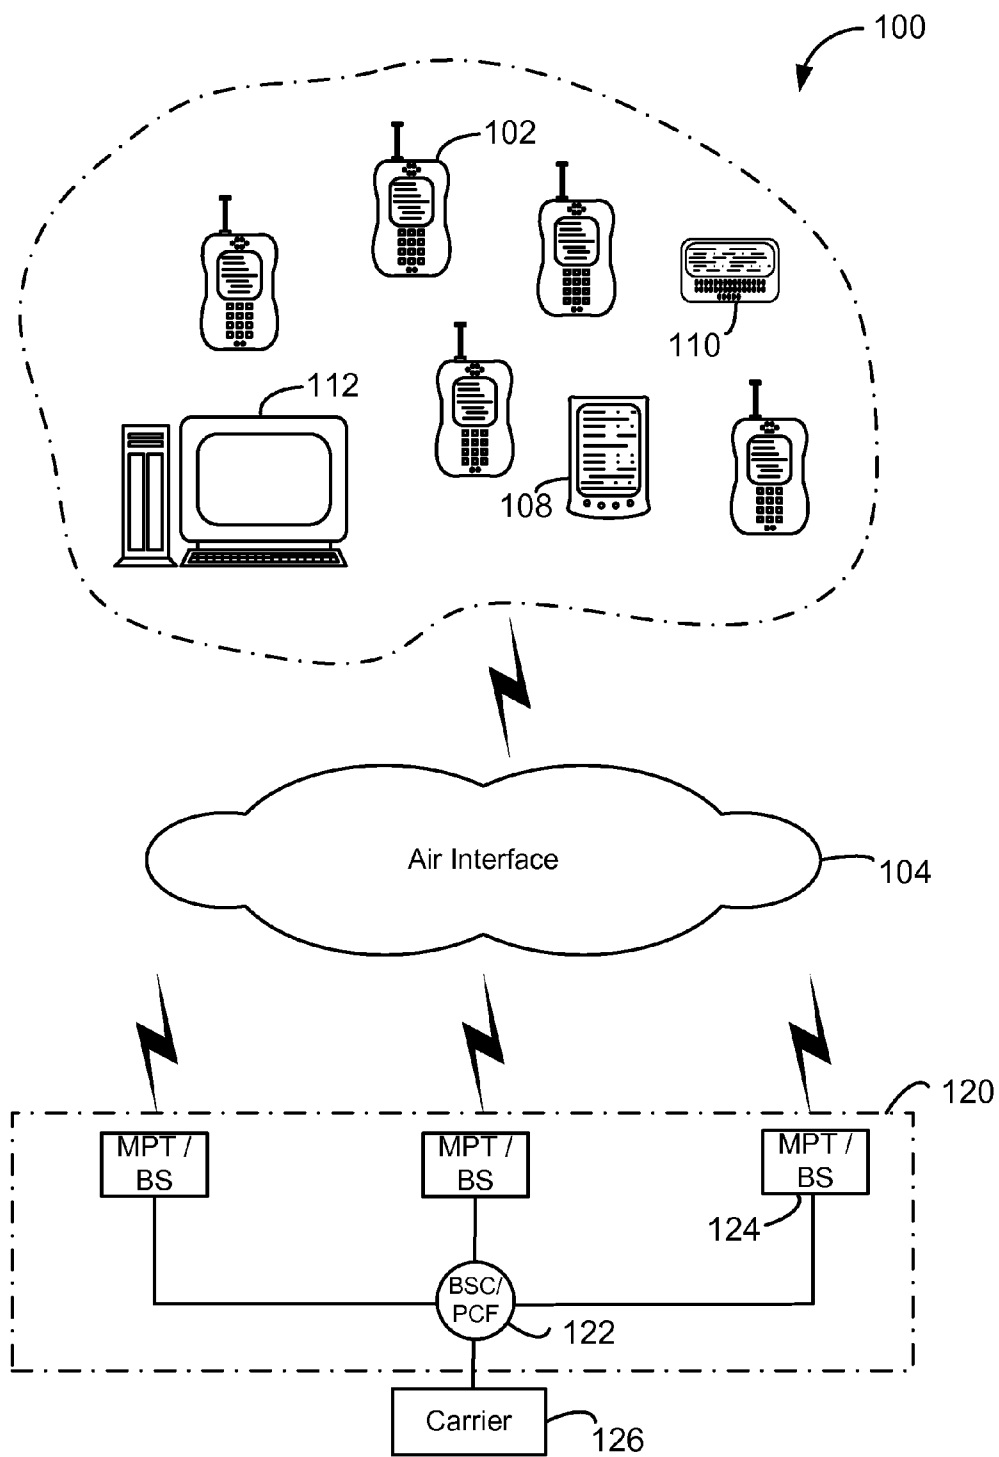 100
102
110
112
108
Air Interface
104
120
MPT /
BS
MPT /
BS
MPT /
BS
124
BSC/
PCF
122
Carrier
126